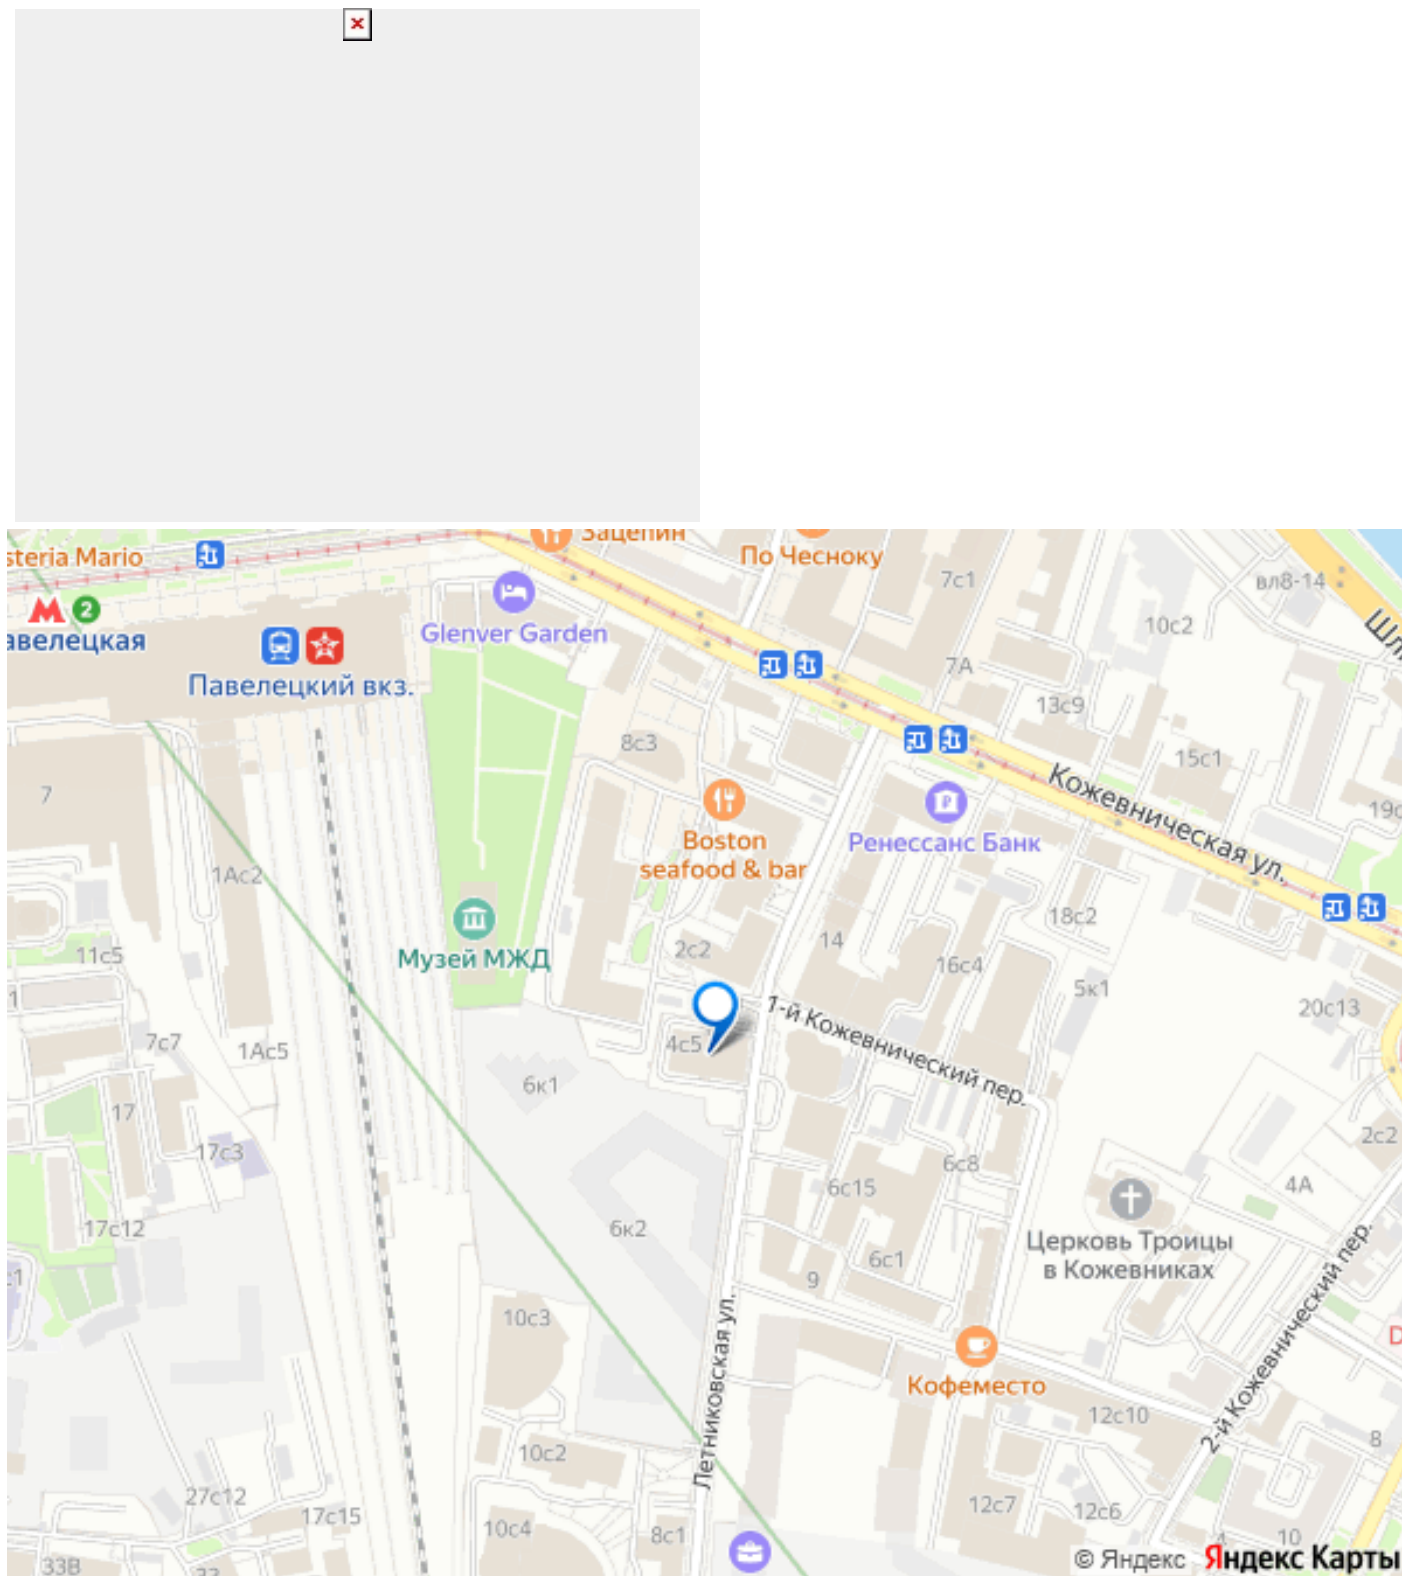 Зацепин
steria Mario
По Чесноку
7с1
вл8-14
2
авелецкая
Glenver Garden
10с2
Павелецкий вкз.
7А
13с9
8с3
15с1
7
Кожевническая ул.
Boston
seafood & bar
Ренессанс Банк
1Ас2
18с2
11с5
Музей МЖД
2с2
14
16с4
5к1
20с13
1-й Кожевнический пер.
7с7
1Ас5
4с5
6к1
17
2с2
17с3
6с8
4А
6с15
17с12
6к2
Церковь Троицы
в Кожевниках
6с1
9
10с3
2-й Кожевнический пер.
Летниковская ул.
Кофеместо
12с10
8
10с2
27с12
17с15
12с7
12с6
10с4
8с1
4
10
33В
© Яндекс Яндекс Карты